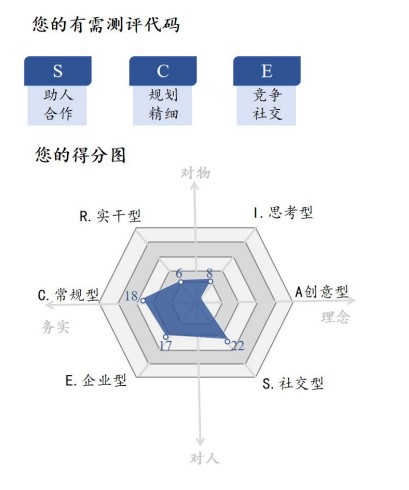 您的有需测评代码
S
C
E
助人
规划
竞争
合作
精细
社交
您的得分图
对物
R.实干型
I.思考型
6
8
C.常规型
18
A创意型
务实
理念
17
22
E.企业型
S.社交型
对人